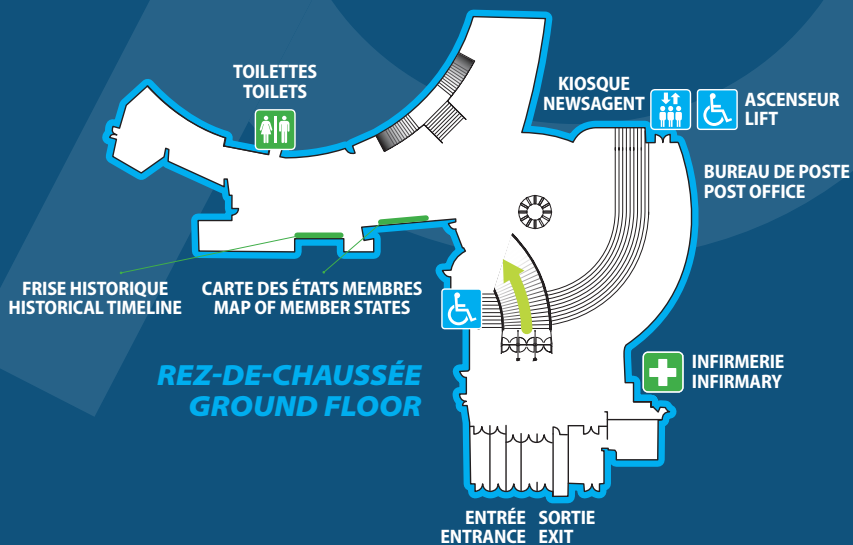 TOILETTES
TOILETS
KIOSQUE
NEWSAGENT
ASCENSEUR
LIFT
BUREAU DE POSTE
POST OFFICE
FRISE HISTORIQUE
HISTORICAL TIMELINE
CARTE DES ÉTATS MEMBRES
MAP OF MEMBER STATES
REZ-DE-CHAUSSÉE
GROUND FLOOR
INFIRMERIE
INFIRMARY
ENTRÉE
ENTRANCE
SORTIE
EXIT